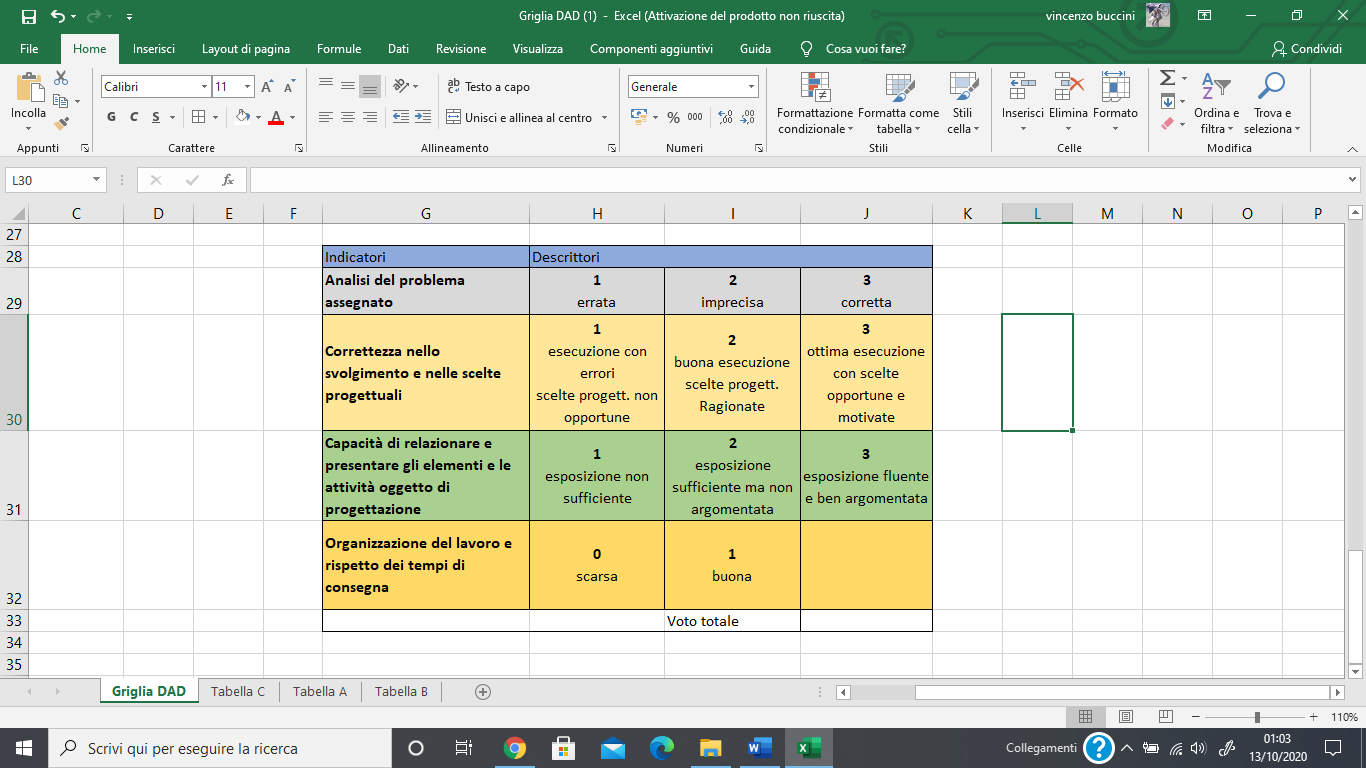 Griglia DAD (1) - Excel (Attivazione del prodotto non riuscita)
vincenzo buccini
File Home Inserisci Layout di pagina Formule Dati Revisione Visualizza Componenti aggiuntivi Guida Cosa vuoi fare? Condividi
Incolla
Appunti
Calibri 11
G C S
Carattere
Testo a capo
Unisci e allinea al centro
Allineamento
Generale
% 000
Numeri
Formattazione condizionale
Formatta come tabella
Stili cella
Stili
Inserisci Elimina Formato
Celle
Ordina e filtra
Trova e seleziona
Modifica
L30
fx
C D E F G H I J K L M N O P
27
28
Indicatori Descrittori
29
Analisi del problema
assegnato
1
errata
2
imprecisa
3
corretta
30
Correttezza nello
svolgimento e nelle scelte
progettuali
1
esecuzione con
errori
scelte progett. non
opportune
2
buona esecuzione
scelte progett.
Ragionate
3
ottima esecuzione
con scelte
opportune e
motivate
31
Capacità di relazionare e
presentare gli elementi e le
attività oggetto di
progettazione
1
esposizione non
sufficiente
2
esposizione
sufficiente ma non
argomentata
3
esposizione fluente
e ben argomentata
32
Organizzazione del lavoro e
rispetto dei tempi di
consegna
0
scarsa
1
buona
33
Voto totale
34
35
Griglia DAD Tabella C Tabella A Tabella B
110%
Scrivi qui per eseguire la ricerca
Collegamenti
01:03
13/10/2020